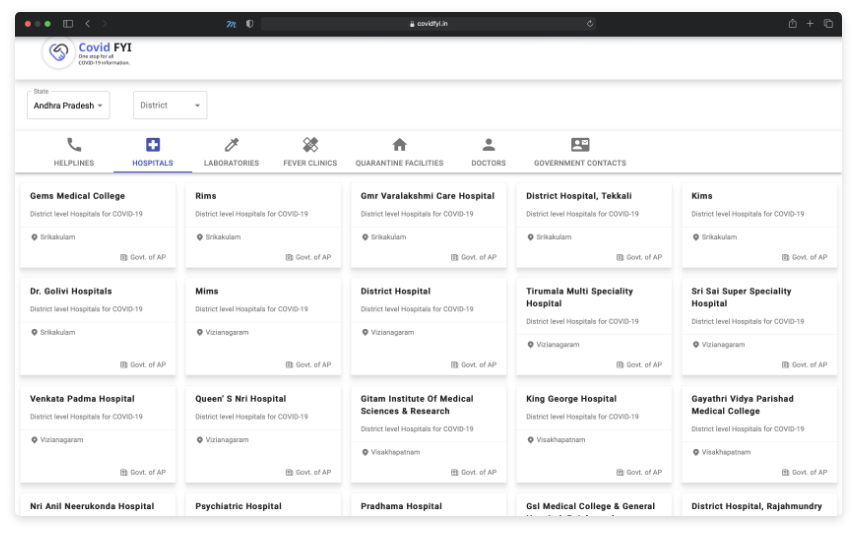 covidfyi.in
Covid FYI
One stop for all
COVID-19 information.
State
Andhra Pradesh
District
HELPLINES
HOSPITALS
LABORATORIES
FEVER CLINICS
QUARANTINE FACILITIES
DOCTORS
GOVERNMENT CONTACTS
Gems Medical College
District level Hospitals for COVID-19
Srikakulam
Govt. of AP
Rims
District level Hospitals for COVID-19
Srikakulam
Govt. of AP
Gmr Varalakshmi Care Hospital
District level Hospitals for COVID-19
Srikakulam
Govt. of AP
District Hospital, Tekkali
District level Hospitals for COVID-19
Srikakulam
Govt. of AP
Kims
District level Hospitals for COVID-19
Srikakulam
Govt. of AP
Dr. Golivi Hospitals
District level Hospitals for COVID-19
Srikakulam
Govt. of AP
Mims
District level Hospitals for COVID-19
Vizianagaram
Govt. of AP
District Hospital
District level Hospitals for COVID-19
Vizianagaram
Govt. of AP
Tirumala Multi Speciality
Hospital
District level Hospitals for COVID-19
Vizianagaram
Govt. of AP
Sri Sai Super Speciality
Hospital
District level Hospitals for COVID-19
Vizianagaram
Govt. of AP
Venkata Padma Hospital
District level Hospitals for COVID-19
Vizianagaram
Govt. of AP
Queen' S Nri Hospital
District level Hospitals for COVID-19
Vizianagaram
Govt. of AP
Gitam Institute Of Medical
Sciences & Research
District level Hospitals for COVID-19
Visakhapatnam
Govt. of AP
King George Hospital
District level Hospitals for COVID-19
Visakhapatnam
Govt. of AP
Gayathri Vidya Parishad
Medical College
District level Hospitals for COVID-19
Visakhapatnam
Govt. of AP
Nri Anil Neerukonda Hospital
Psychiatric Hospital
Pradhama Hospital
Gsl Medical College & General
District Hospital, Rajahmundry